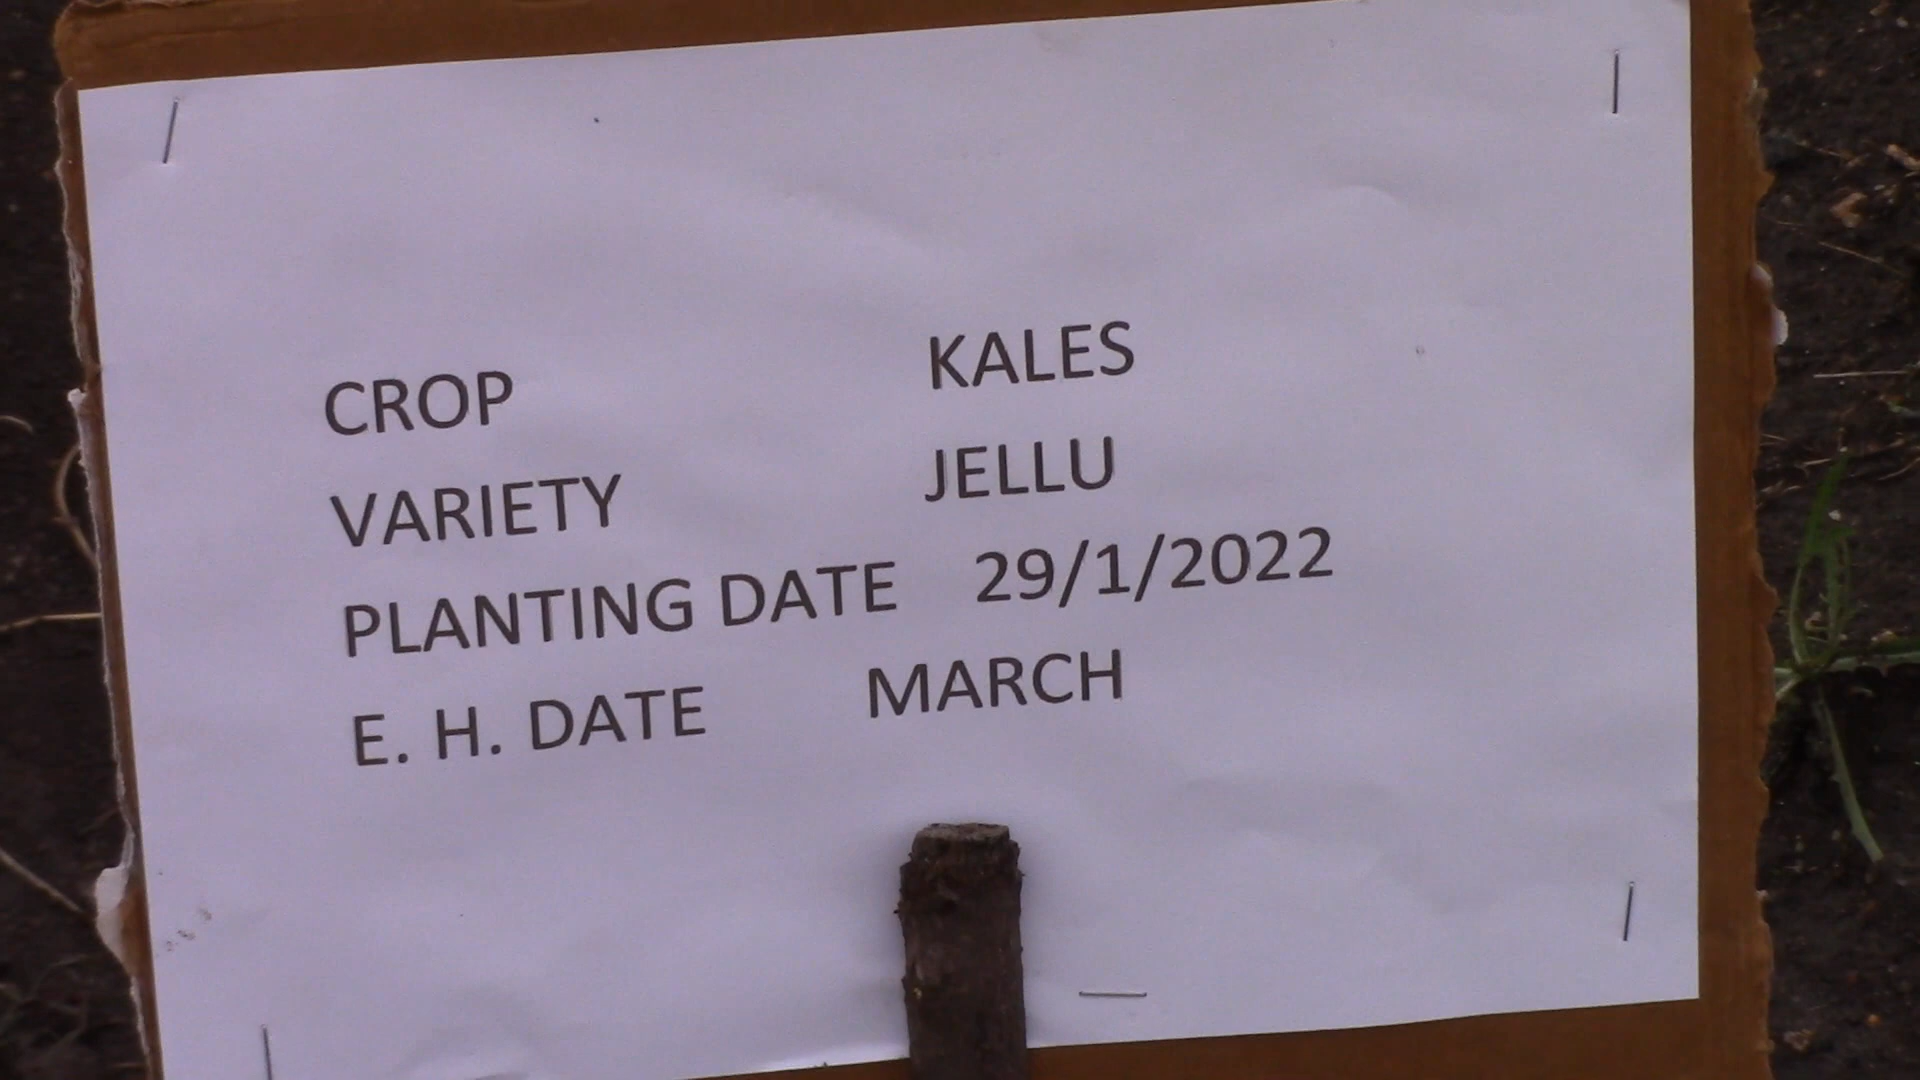 CROP KALES
VARIETY JELLU
PLANTING DATE 29/1/2022
E. H. DATE MARCH